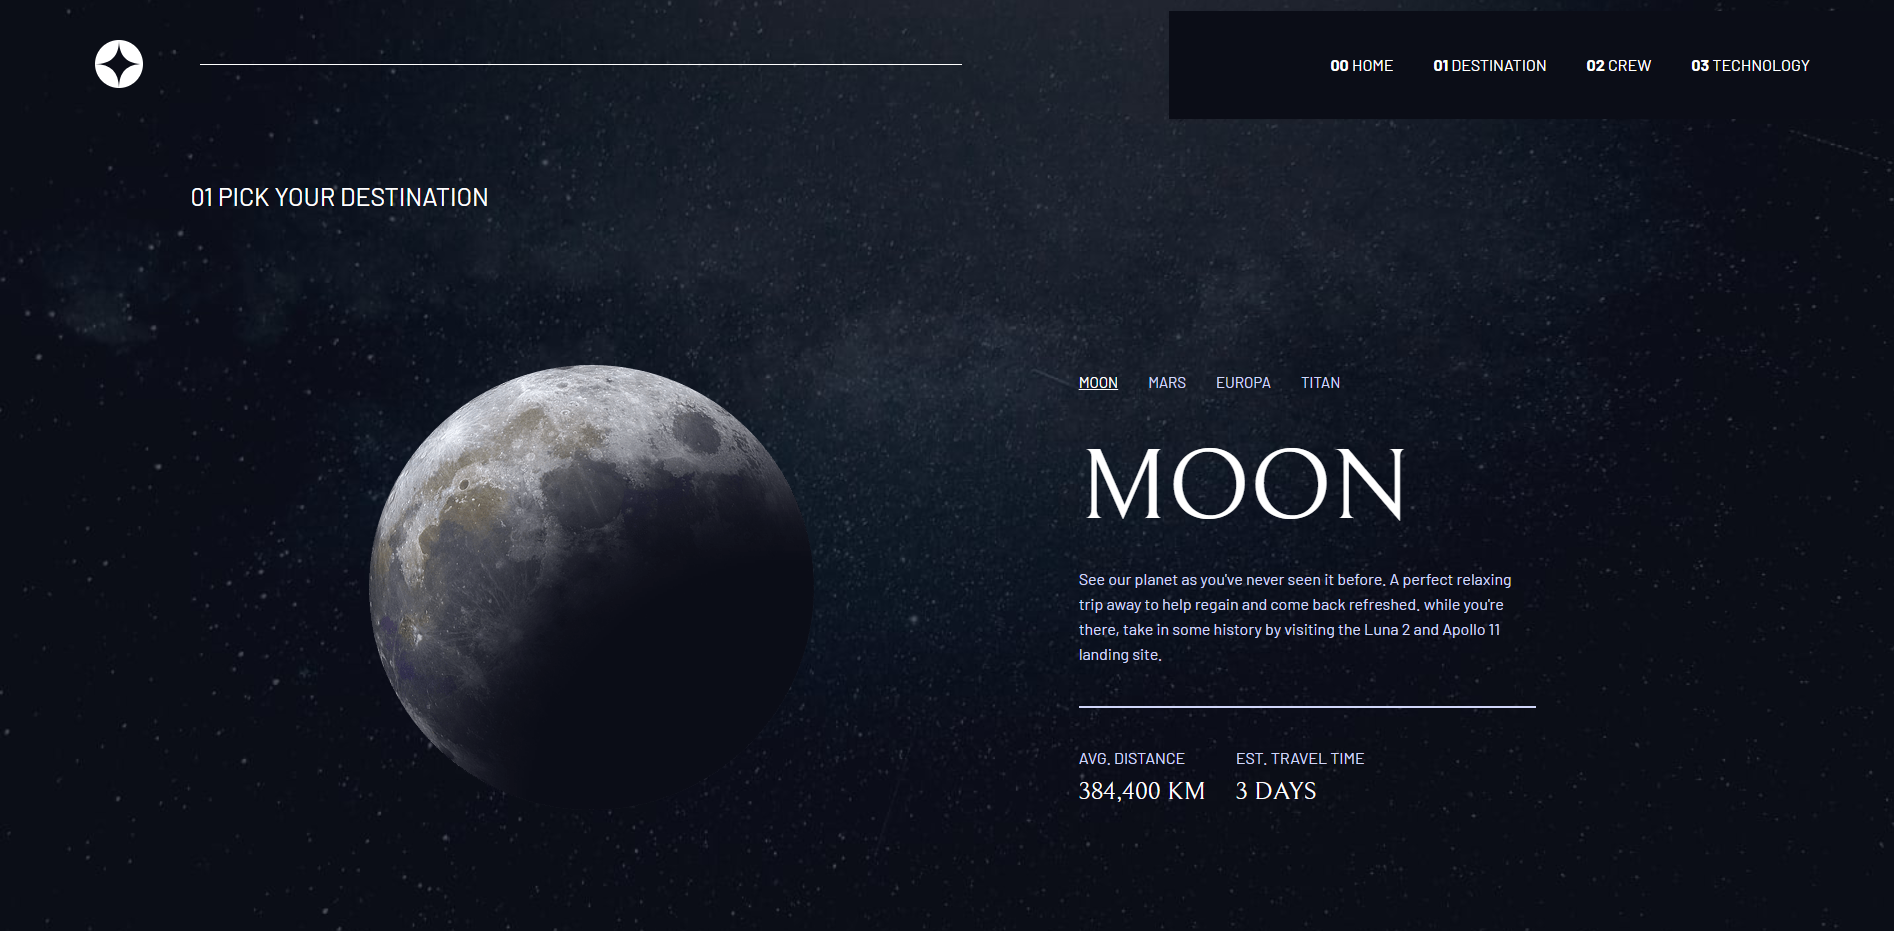 00 HOME 01 DESTINATION 02 CREW 03 TECHNOLOGY
01 PICK YOUR DESTINATION
MOON MARS EUROPA TITAN
MOON
See our planet as you've never seen it before. A perfect relaxing
trip away to help regain and come back refreshed. while you're
there, take in some history by visiting the Luna 2 and Apollo 11
landing site.
AVG. DISTANCE EST. TRAVEL TIME
384,400 KM 3 DAYS